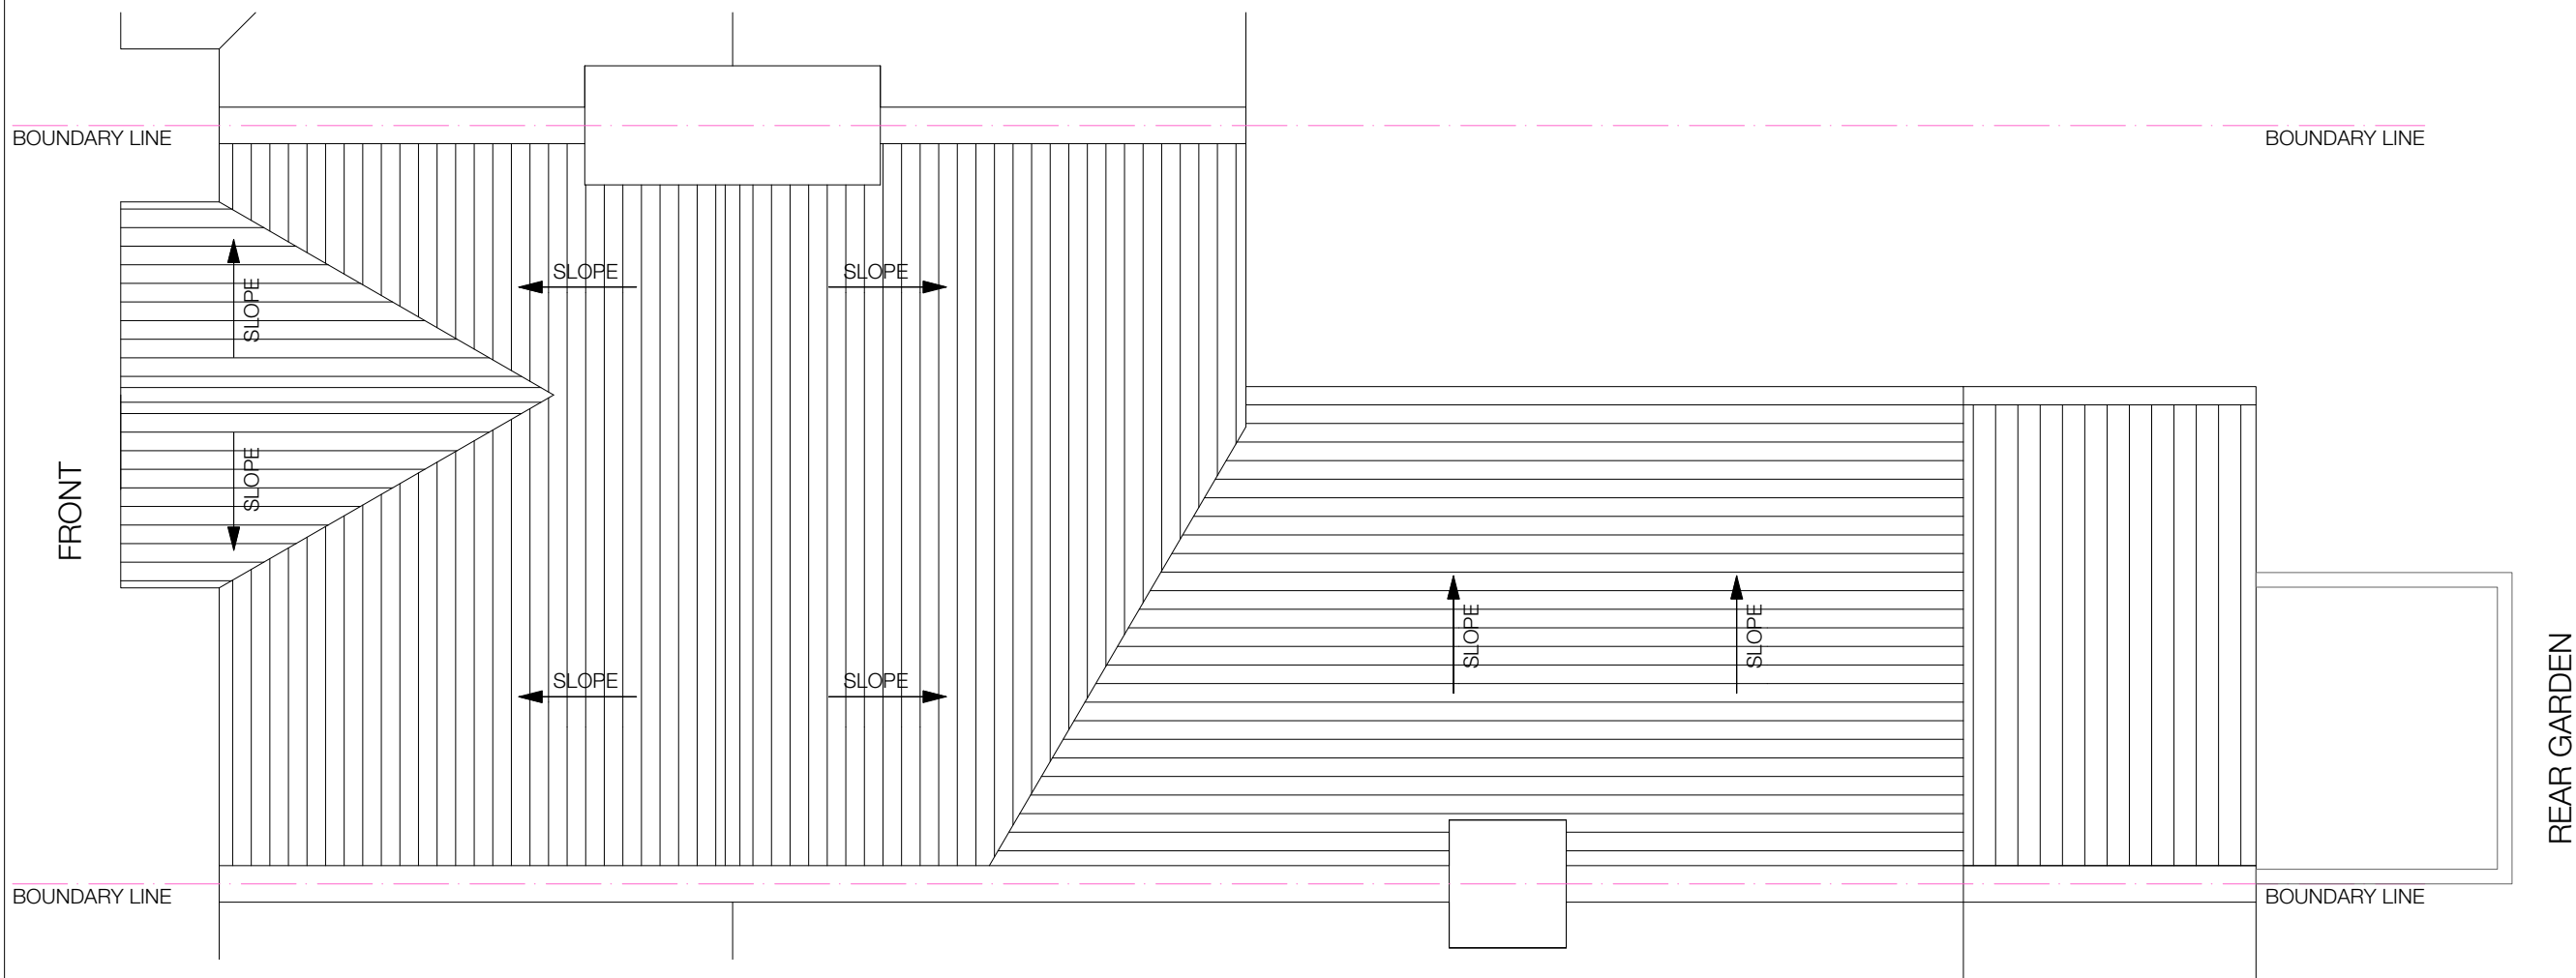 BOUNDARY LINE
BOUNDARY LINE
SLOPE
SLOPE
SLOPE
SLOPE
FRONT
SLOPE
SLOPE
SLOPE
SLOPE
REAR GARDEN
BOUNDARY LINE
BOUNDARY LINE